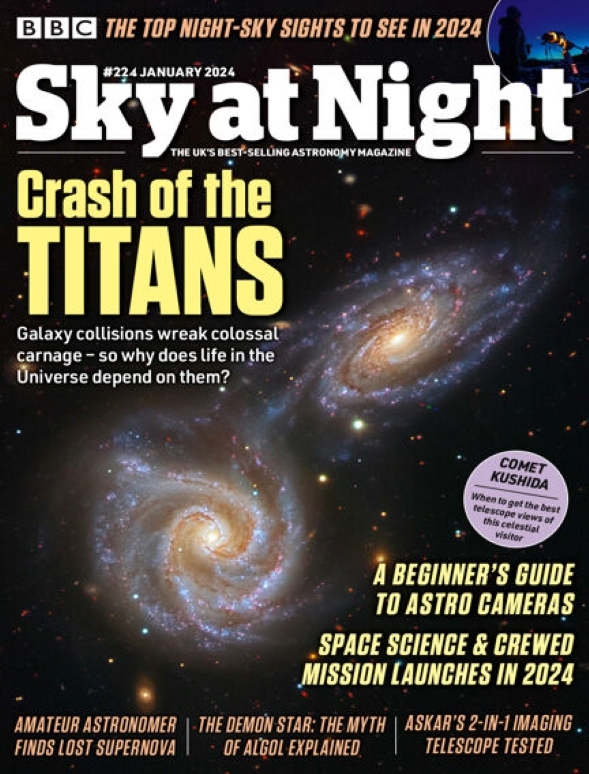 BBC THE TOP NIGHT-SKY SIGHTS TO SEE IN 2024
#224 JANUARY 2024
Sky at Night
THE UK'S BEST-SELLING ASTRONOMY MAGAZINE
Crash of the
TITANS
Galaxy collisions wreak colossal
carnage – so why does life in the
Universe depend on them?
COMET
KUSHIDA
When to get the best
telescope views of
this celestial
visitor
A BEGINNER'S GUIDE
TO ASTRO CAMERAS
SPACE SCIENCE & CREWED
MISSION LAUNCHES IN 2024
AMATEUR ASTRONOMER
FINDS LOST SUPERNOVA
THE DEMON STAR: THE MYTH
OF ALGOL EXPLAINED
ASKAR'S 2-IN-1 IMAGING
TELESCOPE TESTED